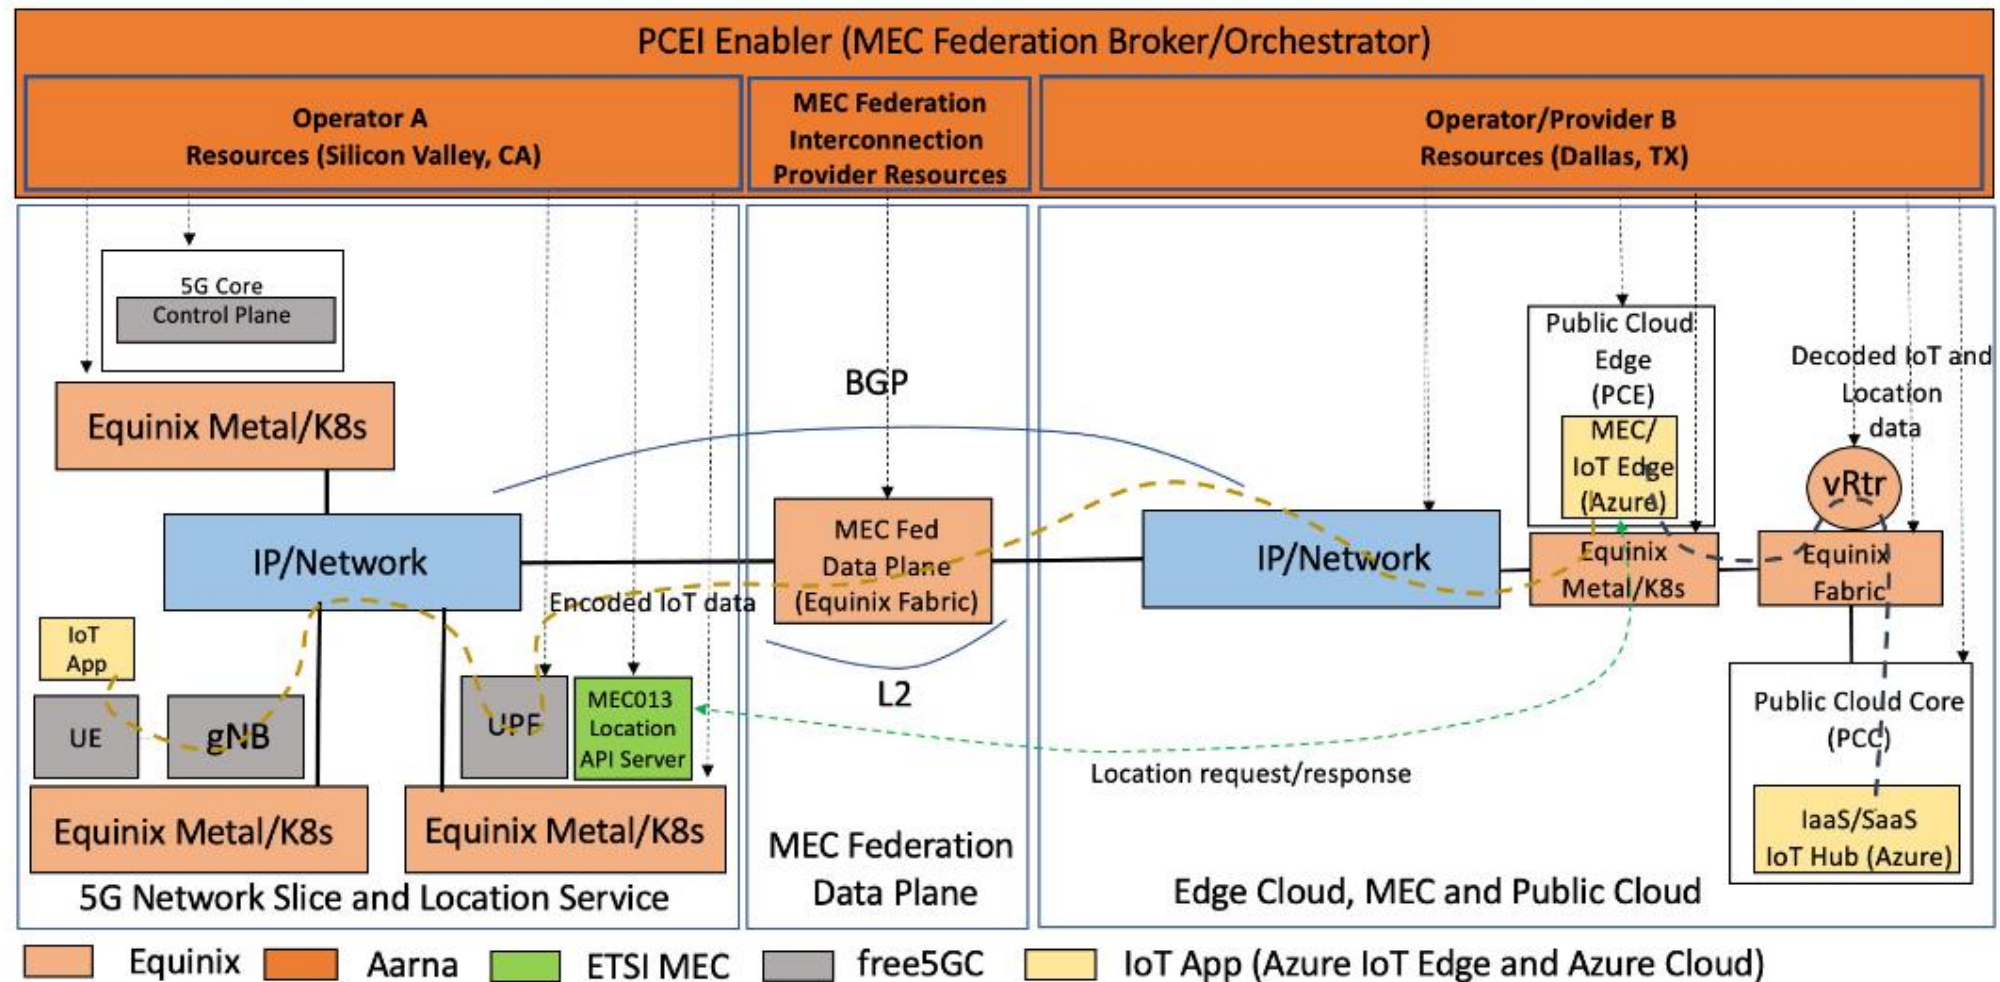 PCEI Enabler (MEC Federation Broker/Orchestrator)
Operator A
Resources (Silicon Valley, CA)
MEC Federation
Interconnection
Provider Resources
Operator/Provider B
Resources (Dallas, TX)
5G Core
Control Plane
Equinix Metal/K8s
IP/Network
IoT
App
UE
gNB
UPF
MEC013
Location
API Server
Equinix Metal/K8s
Equinix Metal/K8s
5G Network Slice and Location Service
Encoded IoT data
BGP
MEC Fed
Data Plane
(Equinix Fabric)
L2
MEC Federation
Data Plane
IP/Network
Public Cloud
Edge
(PCE)
MEC/
IoT Edge
(Azure)
Equinix
Metal/K8s
Decoded IoT and
Location
data
vRtr
Equinix
Fabric
Location request/response
Public Cloud Core
(PCC)
IaaS/SaaS
IoT Hub (Azure)
Edge Cloud, MEC and Public Cloud
Equinix
Aarna
ETSI MEC
free5GC
IoT App (Azure IoT Edge and Azure Cloud)